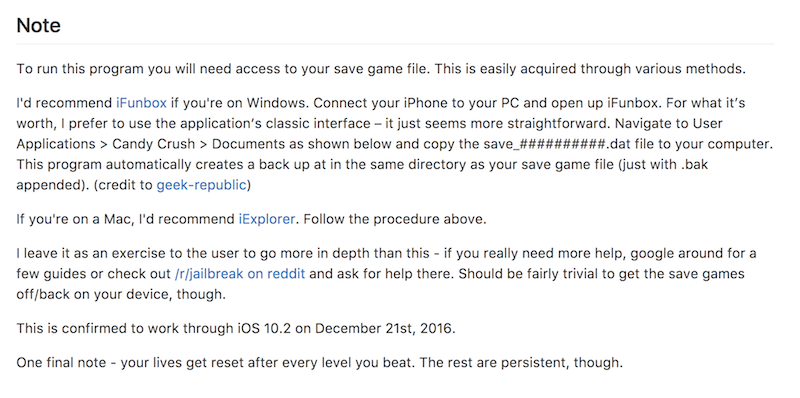 Note
To run this program you will need access to your save game file. This is easily acquired through various methods.
I'd recommend iFunbox if you're on Windows. Connect your iPhone to your PC and open up iFunbox. For what it’s
worth, I prefer to use the application’s classic interface – it just seems more straightforward. Navigate to User
Applications > Candy Crush > Documents as shown below and copy the save_##########.dat file to your computer.
This program automatically creates a back up at in the same directory as your save game file (just with .bak
appended). (credit to geek-republic)
If you're on a Mac, I'd recommend iExplorer. Follow the procedure above.
I leave it as an exercise to the user to go more in depth than this - if you really need more help, google around for a
few guides or check out /r/jailbreak on reddit and ask for help there. Should be fairly trivial to get the save games
off/back on your device, though.
This is confirmed to work through iOS 10.2 on December 21st, 2016.
One final note - your lives get reset after every level you beat. The rest are persistent, though.